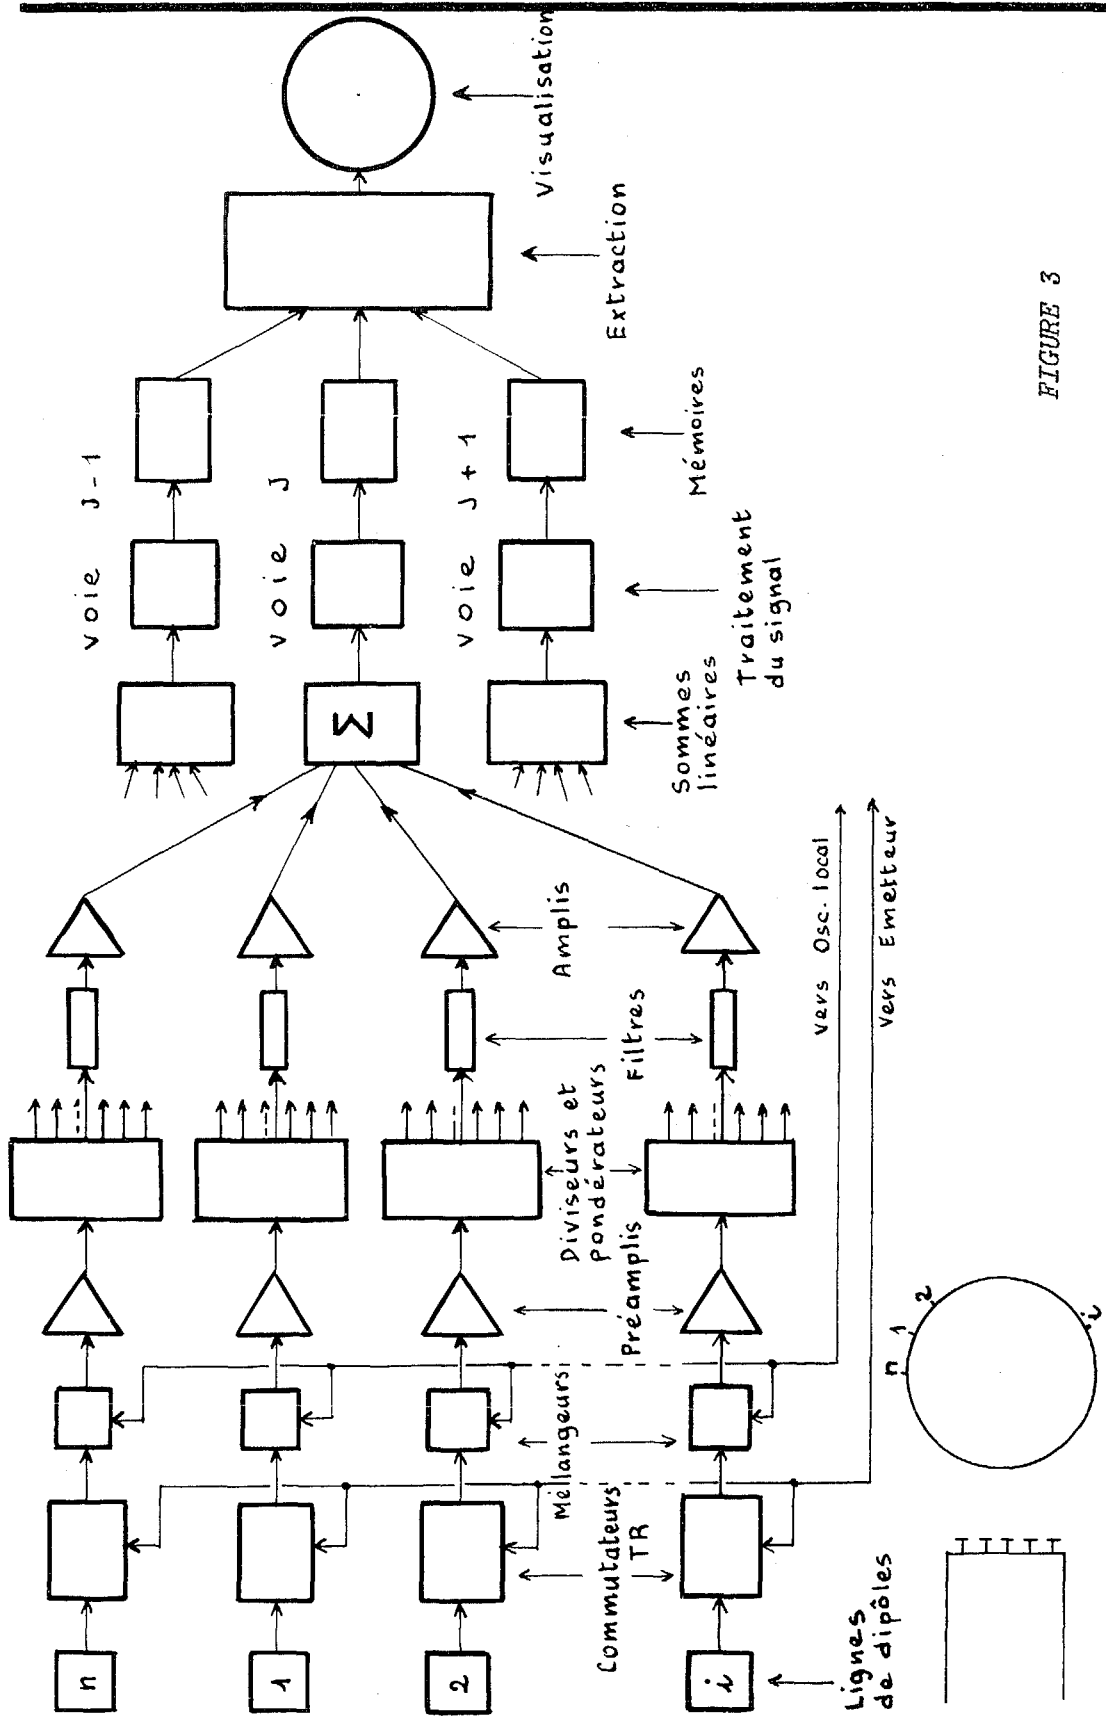 n
1
2
i
Lignes
de dipôles
Commutateurs
TR
Mélangeurs
Préamplis
Diviseurs et
pondérateurs
Filtres
Amplis
vers Osc. local
vers Emetteur
Σ
voie J-1
voie J
voie J+1
Sommes
linéaires
Traitement
du signal
Mémoires
Extraction
Visualisation
n
1
2
i
FIGURE 3